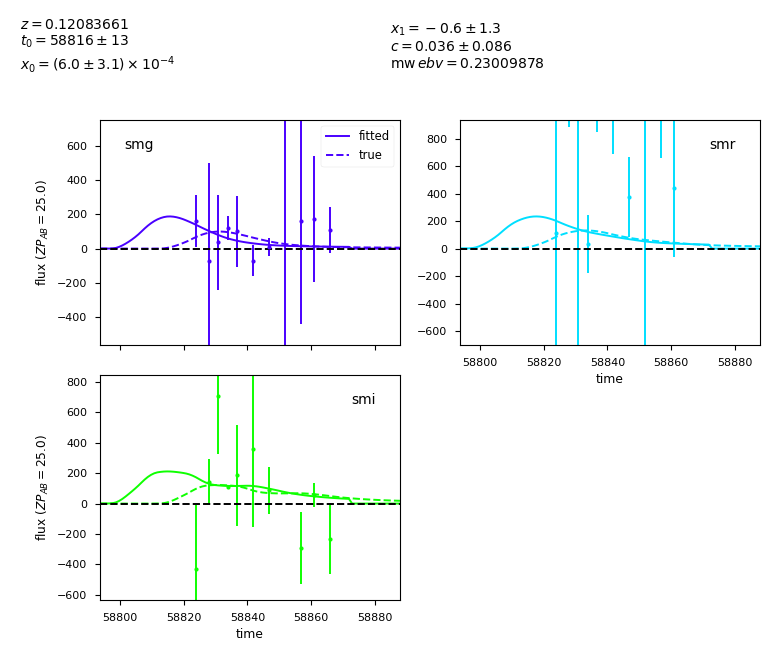 z = 0.12083661
t₀ = 58816 ± 13
x₀ = (6.0 ± 3.1) × 10⁻⁴
x₁ = −0.6 ± 1.3
c = 0.036 ± 0.086
mw ebv = 0.23009878
smg
fitted
true
600
400
200
0
−200
−400
flux (ZP_AB = 25.0)
smr
800
600
400
200
0
−200
−400
−600
58800 58820 58840 58860 58880
time
smi
800
600
400
200
0
−200
−400
−600
flux (ZP_AB = 25.0)
58800 58820 58840 58860 58880
time